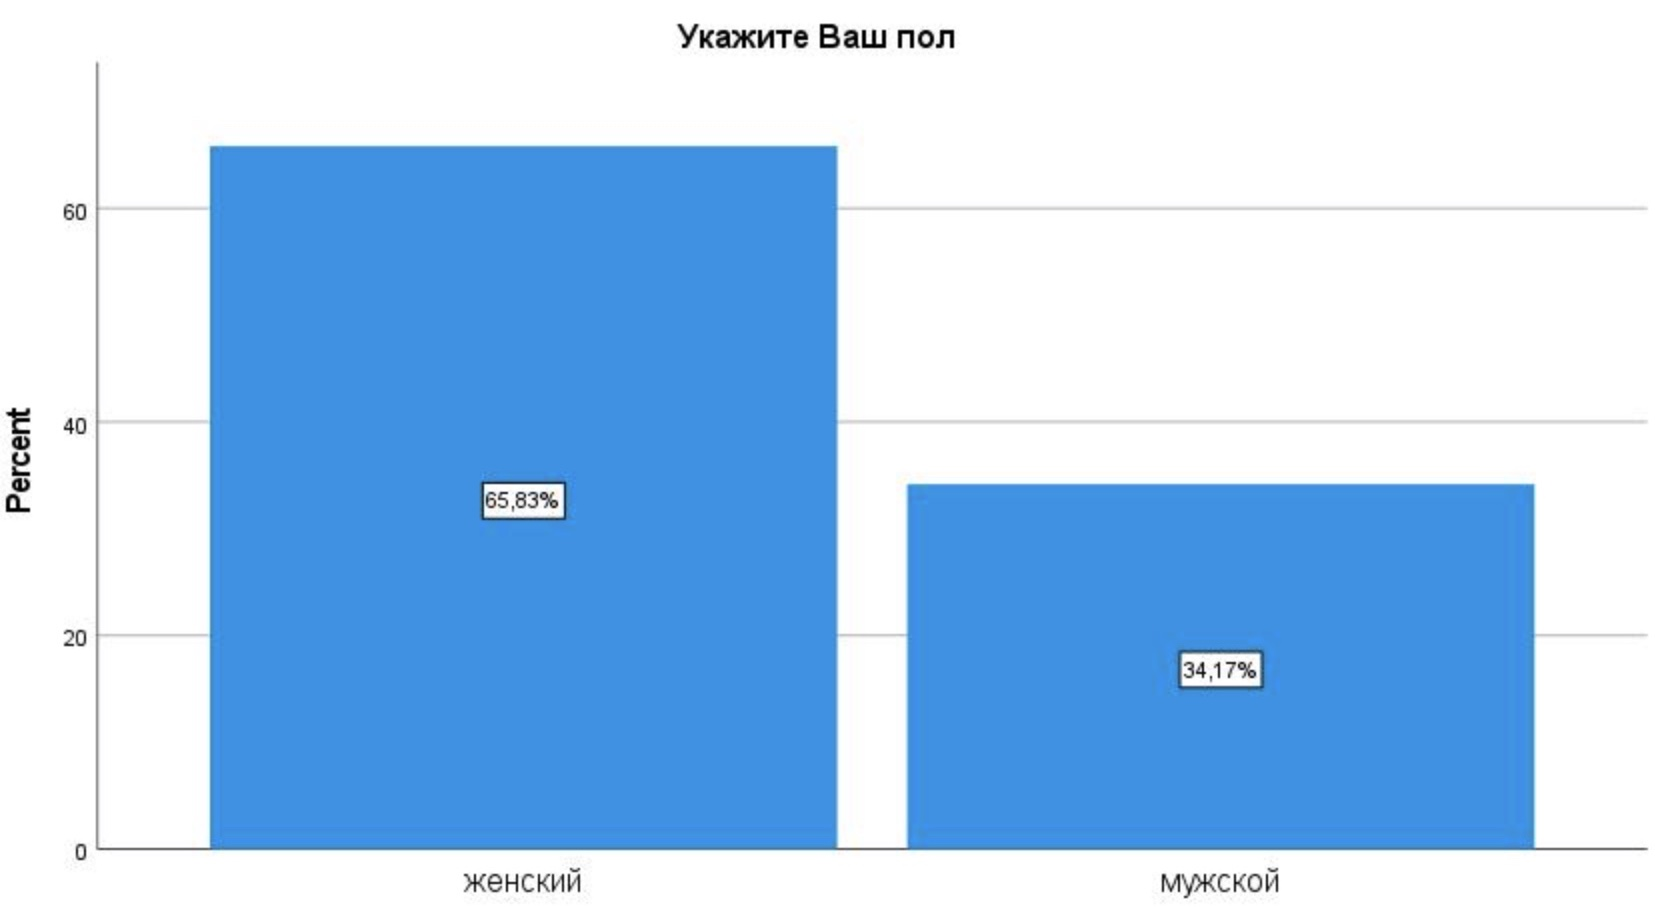 Укажите Ваш пол
Percent
60
40
20
0
65,83%
34,17%
женский
мужской